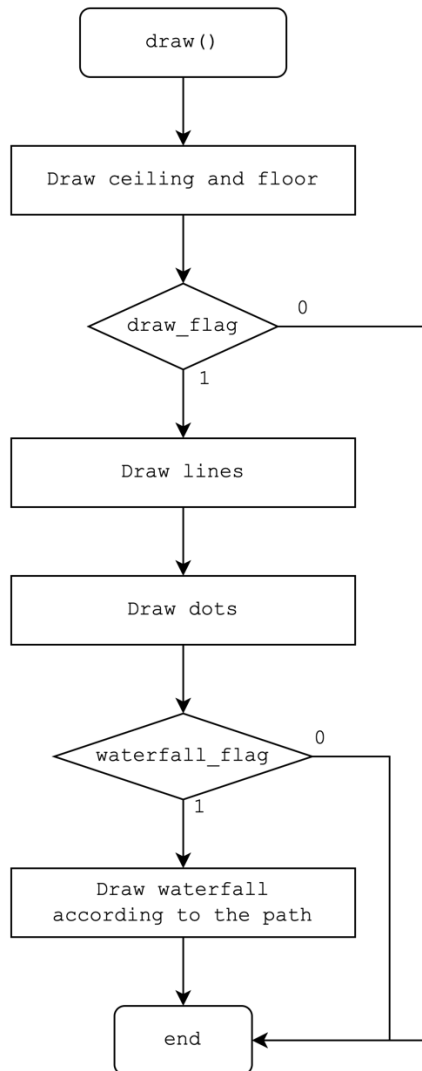 draw()
Draw ceiling and floor
draw_flag
0
1
Draw lines
Draw dots
waterfall_flag
0
1
Draw waterfall
according to the path
end